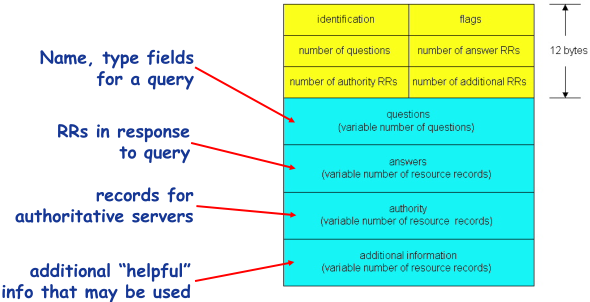 identification
flags
number of questions
number of answer RRs
12 bytes
number of authority RRs
number of additional RRs
Name, type fields
for a query
questions
(variable number of questions)
RRs in response
to query
answers
(variable number of resource records)
records for
authoritative servers
authority
(variable number of resource  records)
additional "helpful"
info that may be used
additional information
(variable number of resource records)